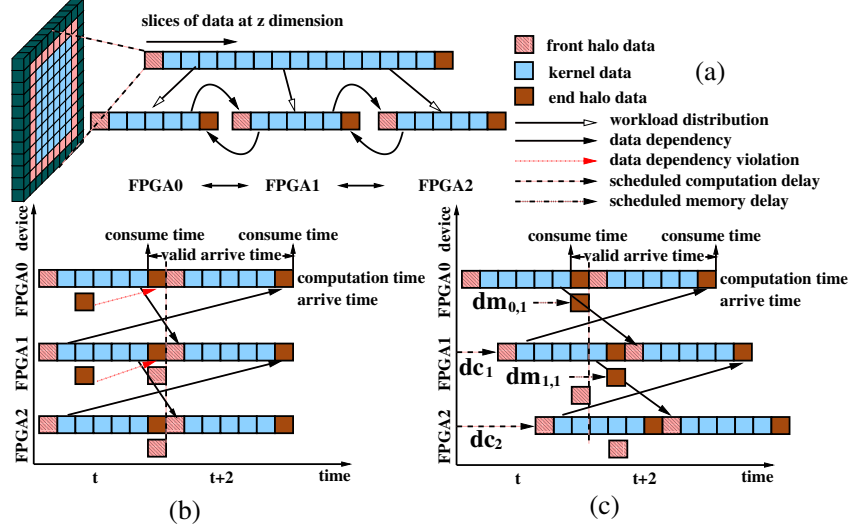 slices of data at z dimension
front halo data
kernel data
end halo data
(a)
workload distribution
data dependency
data dependency violation
scheduled computation delay
scheduled memory delay
FPGA0
FPGA1
FPGA2
device
consume time
consume time
valid arrive time
FPGA0
computation time
arrive time
FPGA1
FPGA2
t
t+2
time
(b)
device
consume time
consume time
valid arrive time
FPGA0
computation time
arrive time
dm0,1
FPGA1
dc1
dm1,1
FPGA2
dc2
t
t+2
time
(c)